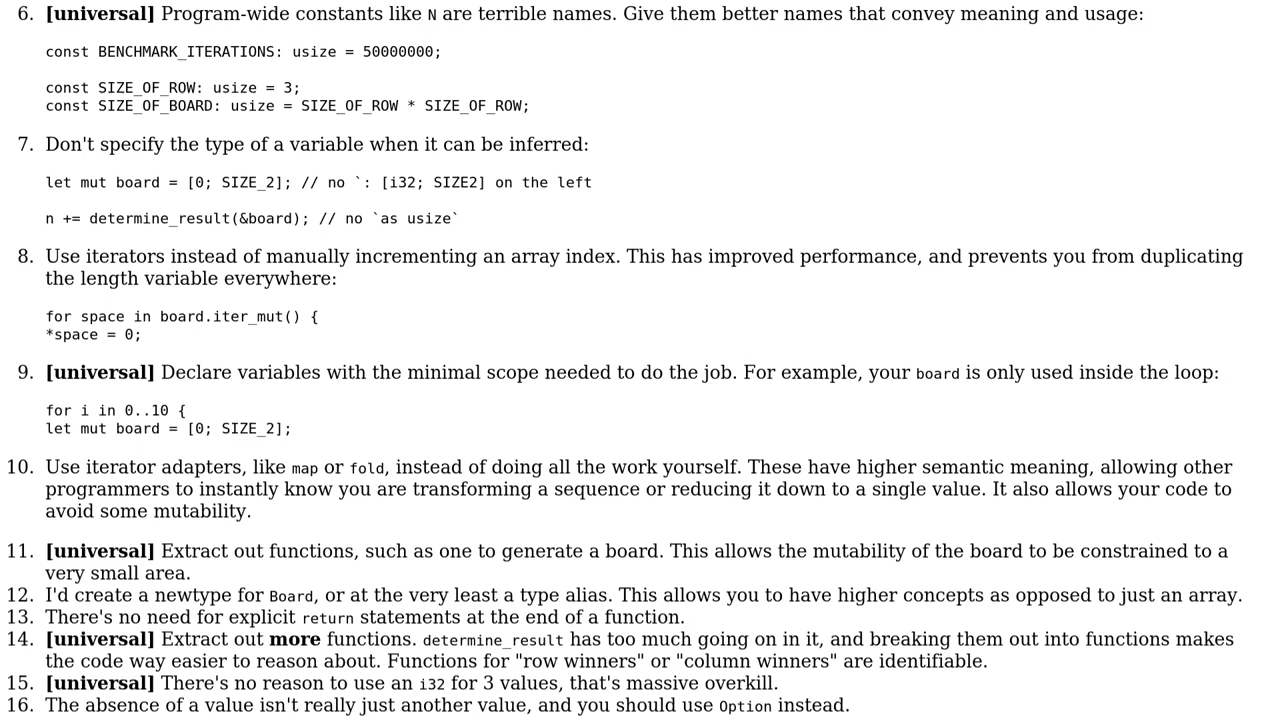 6. [universal] Program-wide constants like N are terrible names. Give them better names that convey meaning and usage:
const BENCHMARK_ITERATIONS: usize = 50000000;
const SIZE_OF_ROW: usize = 3;
const SIZE_OF_BOARD: usize = SIZE_OF_ROW * SIZE_OF_ROW;
7. Don't specify the type of a variable when it can be inferred:
let mut board = [0; SIZE_2]; // no `: [i32; SIZE2] on the left
n += determine_result(&board); // no `as usize`
8. Use iterators instead of manually incrementing an array index. This has improved performance, and prevents you from duplicating
the length variable everywhere:
for space in board.iter_mut() {
*space = 0;
9. [universal] Declare variables with the minimal scope needed to do the job. For example, your board is only used inside the loop:
for i in 0..10 {
let mut board = [0; SIZE_2];
10. Use iterator adapters, like map or fold, instead of doing all the work yourself. These have higher semantic meaning, allowing other
programmers to instantly know you are transforming a sequence or reducing it down to a single value. It also allows your code to
avoid some mutability.
11. [universal] Extract out functions, such as one to generate a board. This allows the mutability of the board to be constrained to a
very small area.
12. I'd create a newtype for Board, or at the very least a type alias. This allows you to have higher concepts as opposed to just an array.
13. There's no need for explicit return statements at the end of a function.
14. [universal] Extract out more functions. determine_result has too much going on in it, and breaking them out into functions makes
the code way easier to reason about. Functions for "row winners" or "column winners" are identifiable.
15. [universal] There's no reason to use an i32 for 3 values, that's massive overkill.
16. The absence of a value isn't really just another value, and you should use Option instead.